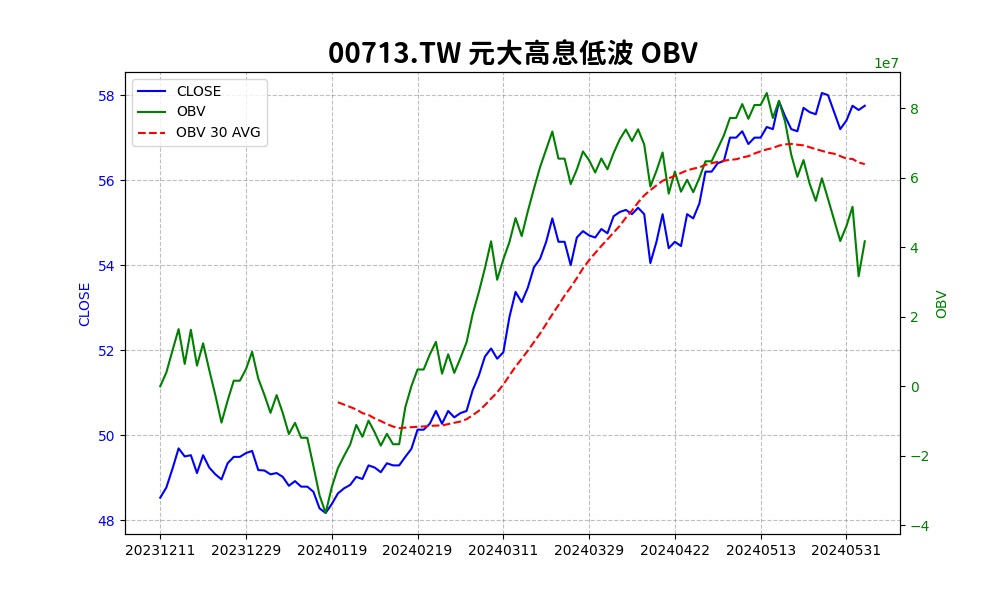 00713.TW 元大高息低波 OBV
1e7
CLOSE
OBV
OBV 30 AVG
58
56
54
52
50
48
CLOSE
8
6
4
2
0
−2
−4
OBV
20231211 20231229 20240119 20240219 20240311 20240329 20240422 20240513 20240531